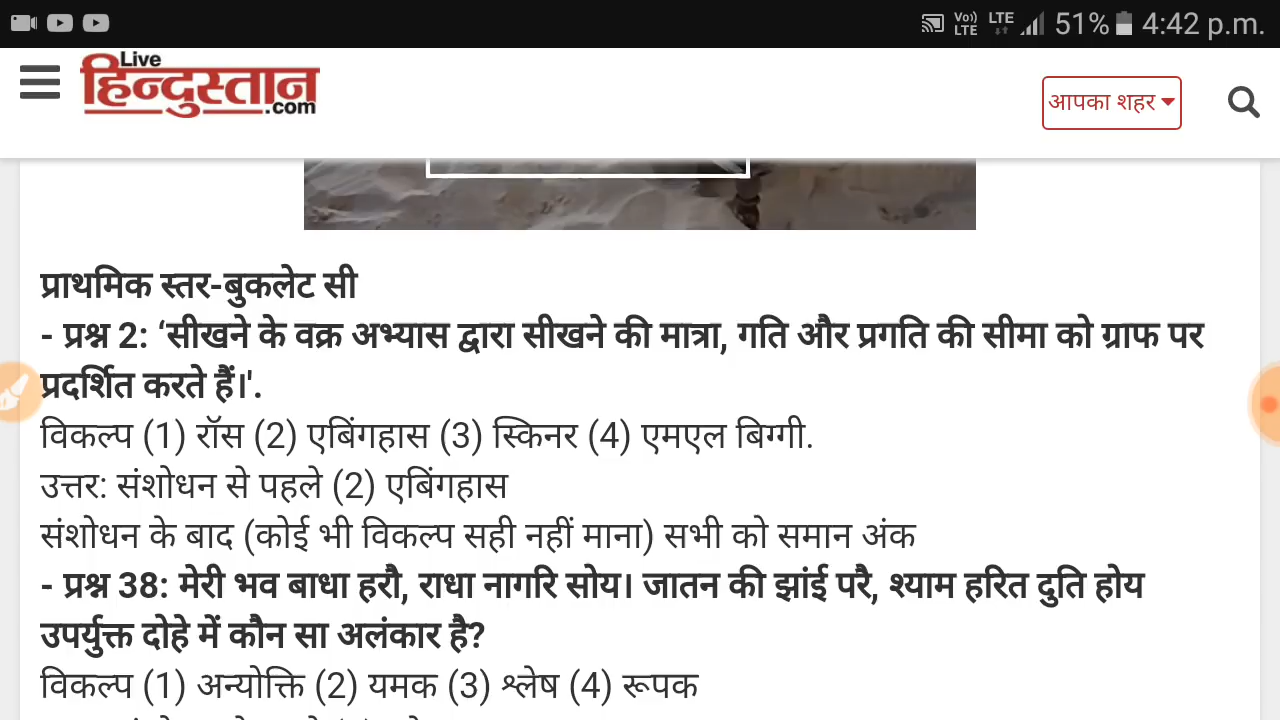 Vo)) LTE LTE 51% 4:42 p.m.
Live
हिन्दुस्तान
.com
आपका शहर
प्राथमिक स्तर-बुकलेट सी
- प्रश्न 2: ‘सीखने के वक्र अभ्यास द्वारा सीखने की मात्रा, गति और प्रगति की सीमा को ग्राफ पर
प्रदर्शित करते हैं।'.
विकल्प (1) रॉस (2) एबिंगहास (3) स्किनर (4) एमएल बिग्गी.
उत्तर: संशोधन से पहले (2) एबिंगहास
संशोधन के बाद (कोई भी विकल्प सही नहीं माना) सभी को समान अंक
- प्रश्न 38: मेरी भव बाधा हरौ, राधा नागरि सोय। जातन की झांई परै, श्याम हरित दुति होय
उपर्युक्त दोहे में कौन सा अलंकार है?
विकल्प (1) अन्योक्ति (2) यमक (3) श्लेष (4) रूपक